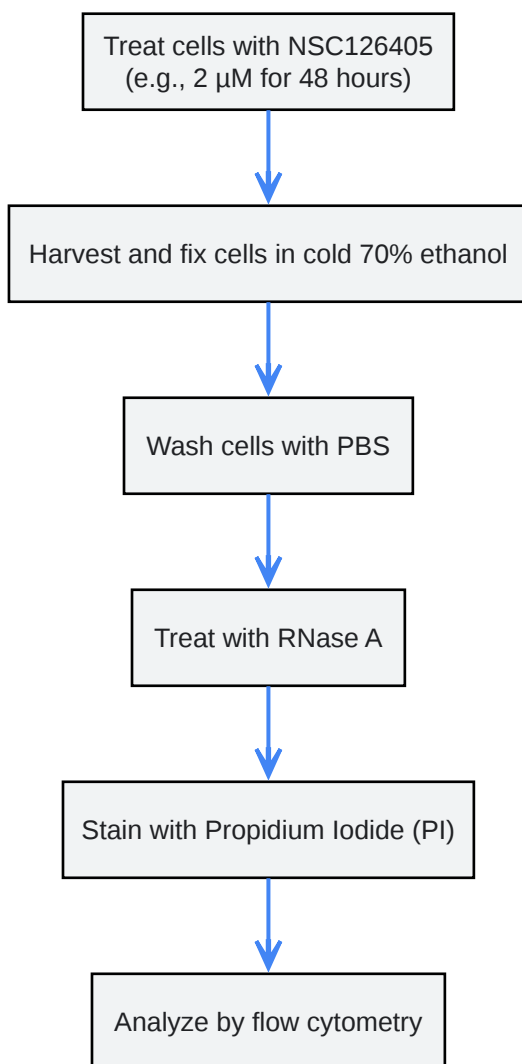 Treat cells with NSC126405
(e.g., 2 µM for 48 hours)
Harvest and fix cells in cold 70% ethanol
Wash cells with PBS
Treat with RNase A
Stain with Propidium Iodide (PI)
Analyze by flow cytometry